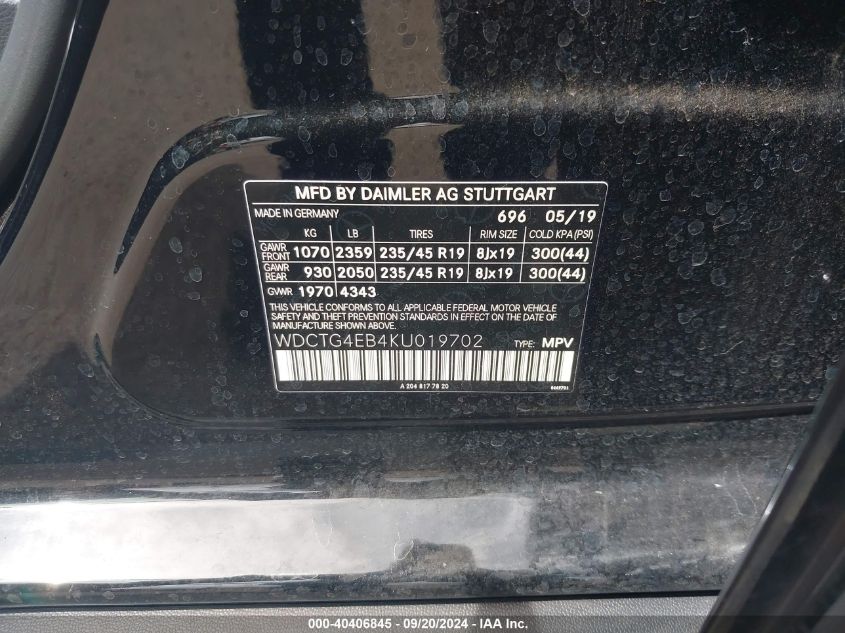 MFD BY DAIMLER AG STUTTGART
MADE IN GERMANY 696 05/19
KG LB TIRES RIM SIZE COLD KPA (PSI)
GAWR FRONT 1070 2359 235/45 R19 8Jx19 300(44)
GAWR REAR 930 2050 235/45 R19 8Jx19 300(44)
GVWR 1970 4343
THIS VEHICLE CONFORMS TO ALL APPLICABLE FEDERAL MOTOR VEHICLE
SAFETY AND THEFT PREVENTION STANDARDS IN EFFECT ON THE DATE
OF MANUFACTURE SHOWN ABOVE.
WDCTG4EB4KU019702 TYPE: MPV
A 204 817 78 20
000-40406845 - 09/20/2024 - IAAI.com